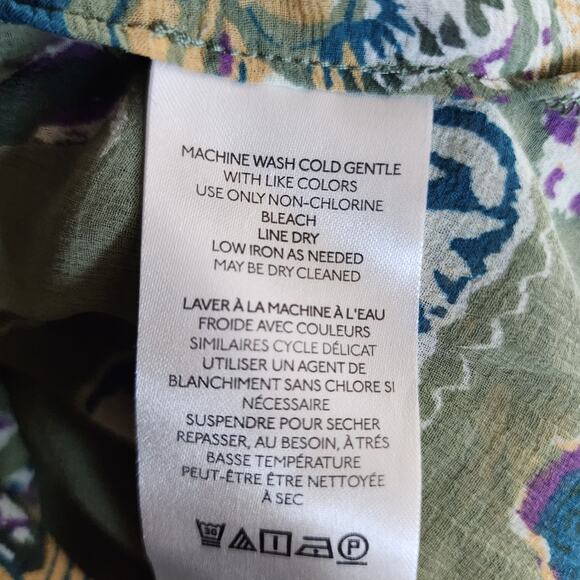 MACHINE WASH COLD GENTLE
WITH LIKE COLORS
USE ONLY NON-CHLORINE
BLEACH
LINE DRY
LOW IRON AS NEEDED
MAY BE DRY CLEANED
LAVER À LA MACHINE À L'EAU
FROIDE AVEC COULEURS
SIMILAIRES CYCLE DÉLICAT
UTILISER UN AGENT DE
BLANCHIMENT SANS CHLORE SI
NÉCESSAIRE
SUSPENDRE POUR SECHER
REPASSER, AU BESOIN, À TRÉS
BASSE TEMPÉRATURE
PEUT-ÊTRE ÊTRE NETTOYÉE
À SEC
30 P